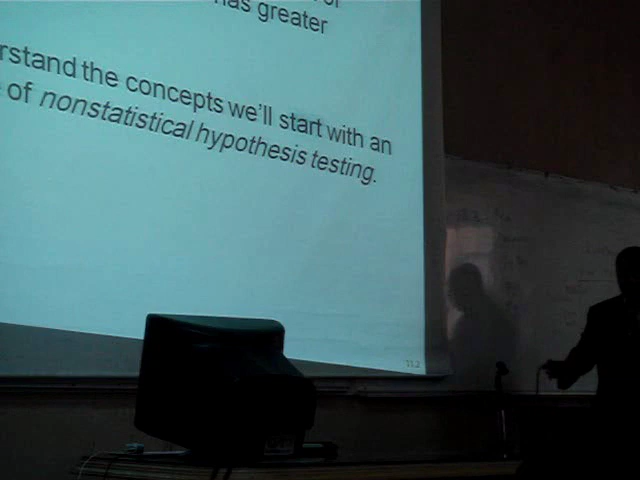 has greater
rstand the concepts we'll start with an
of nonstatistical hypothesis testing.
11.2